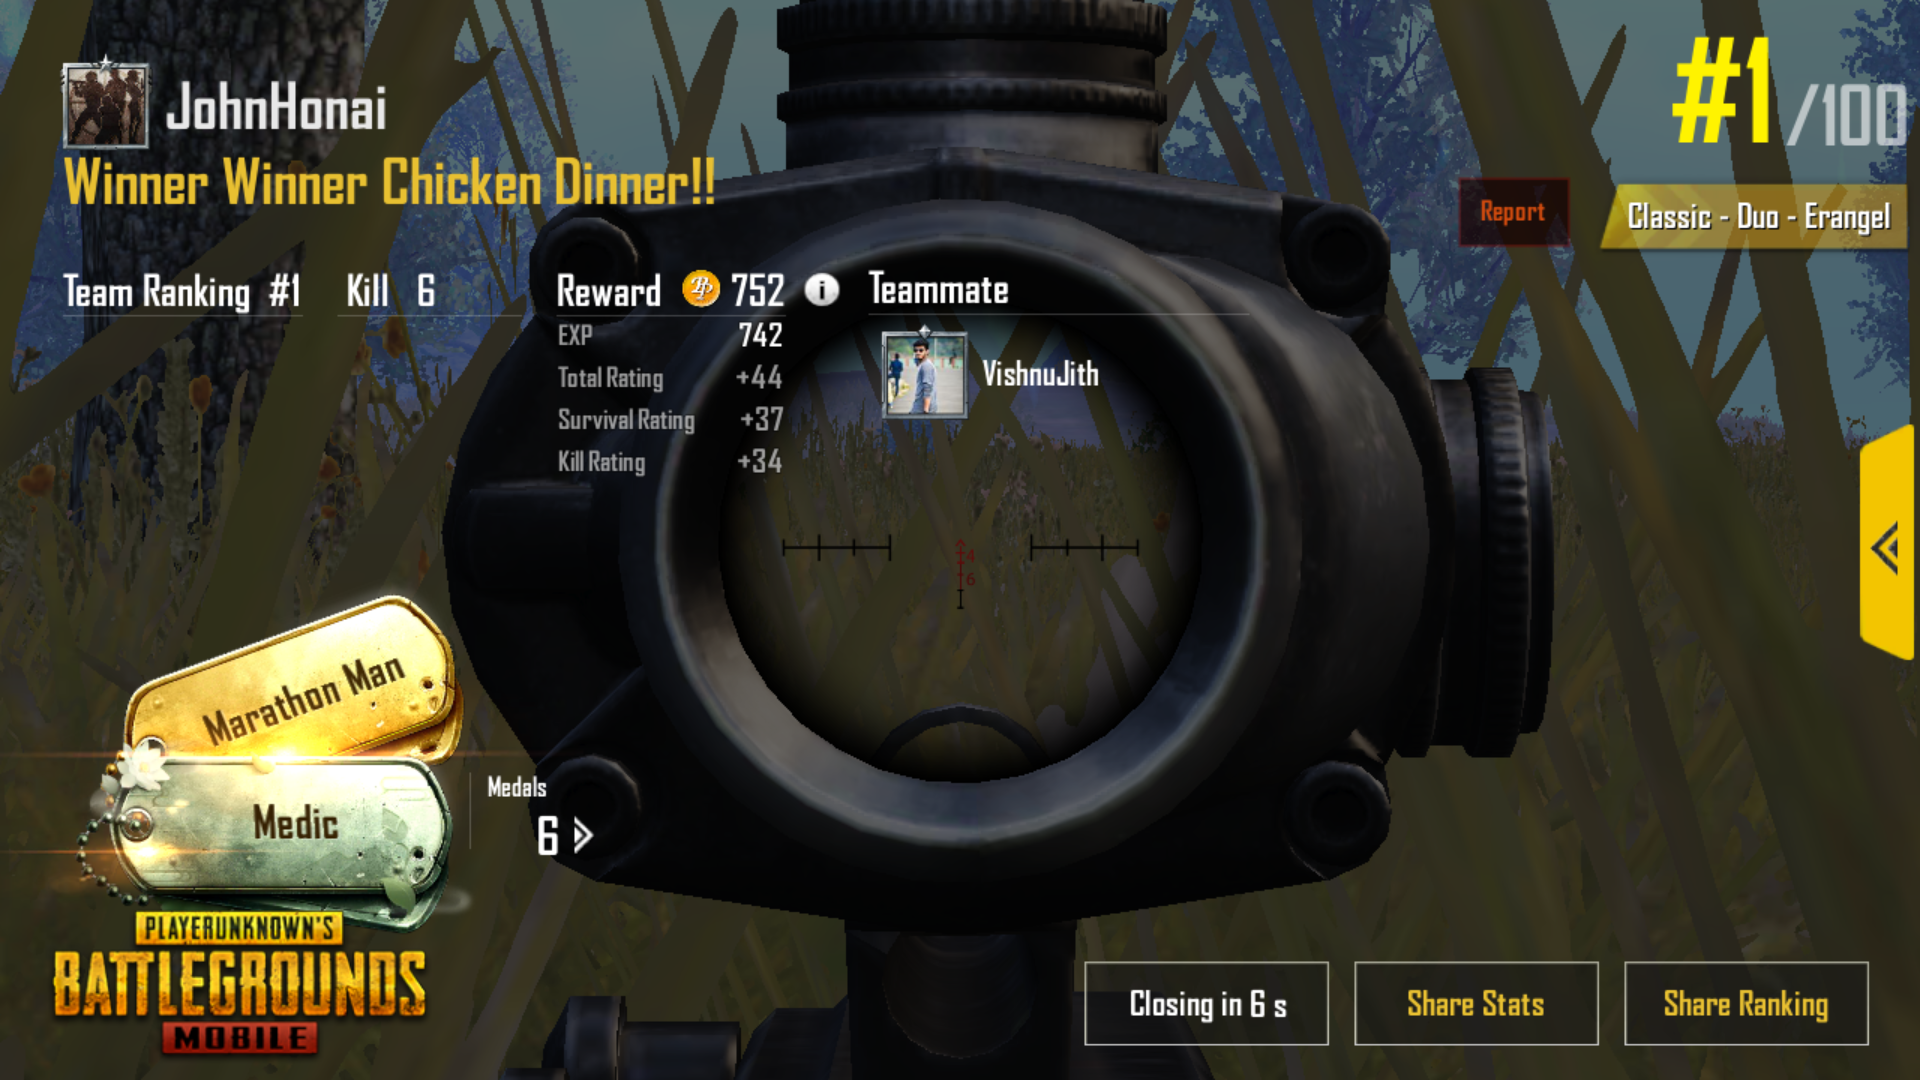 JohnHonai
#1 /100
Winner Winner Chicken Dinner!!
Report
Classic - Duo - Erangel
Team Ranking #1
Kill 6
Reward 752
EXP 742
Total Rating +44
Survival Rating +37
Kill Rating +34
Teammate
VishnuJith
4
6
Marathon Man
Medic
Medals
6
PLAYERUNKNOWN'S
BATTLEGROUNDS
MOBILE
Closing in 6 s
Share Stats
Share Ranking